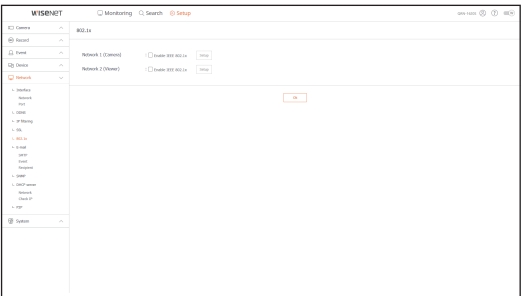 WISENET
Monitoring Search Setup
Camera
Record
Event
Device
Network
Interface
Network
Port
DDNS
IP filtering
SSL
802.1x
E-mail
SMTP
Event
Recipient
SNMP
DHCP server
Network
Check IP
FTP
System
802.1x
Network 1 (Camera) : Enable IEEE 802.1x Setup
Network 2 (Viewer) : Enable IEEE 802.1x Setup
Ok